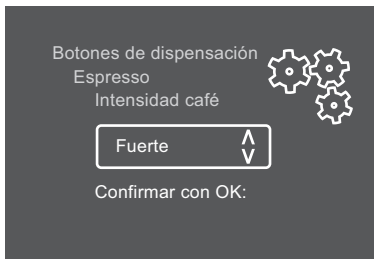 Botones de dispensación
Espresso
Intensidad café
Fuerte
Confirmar con OK: